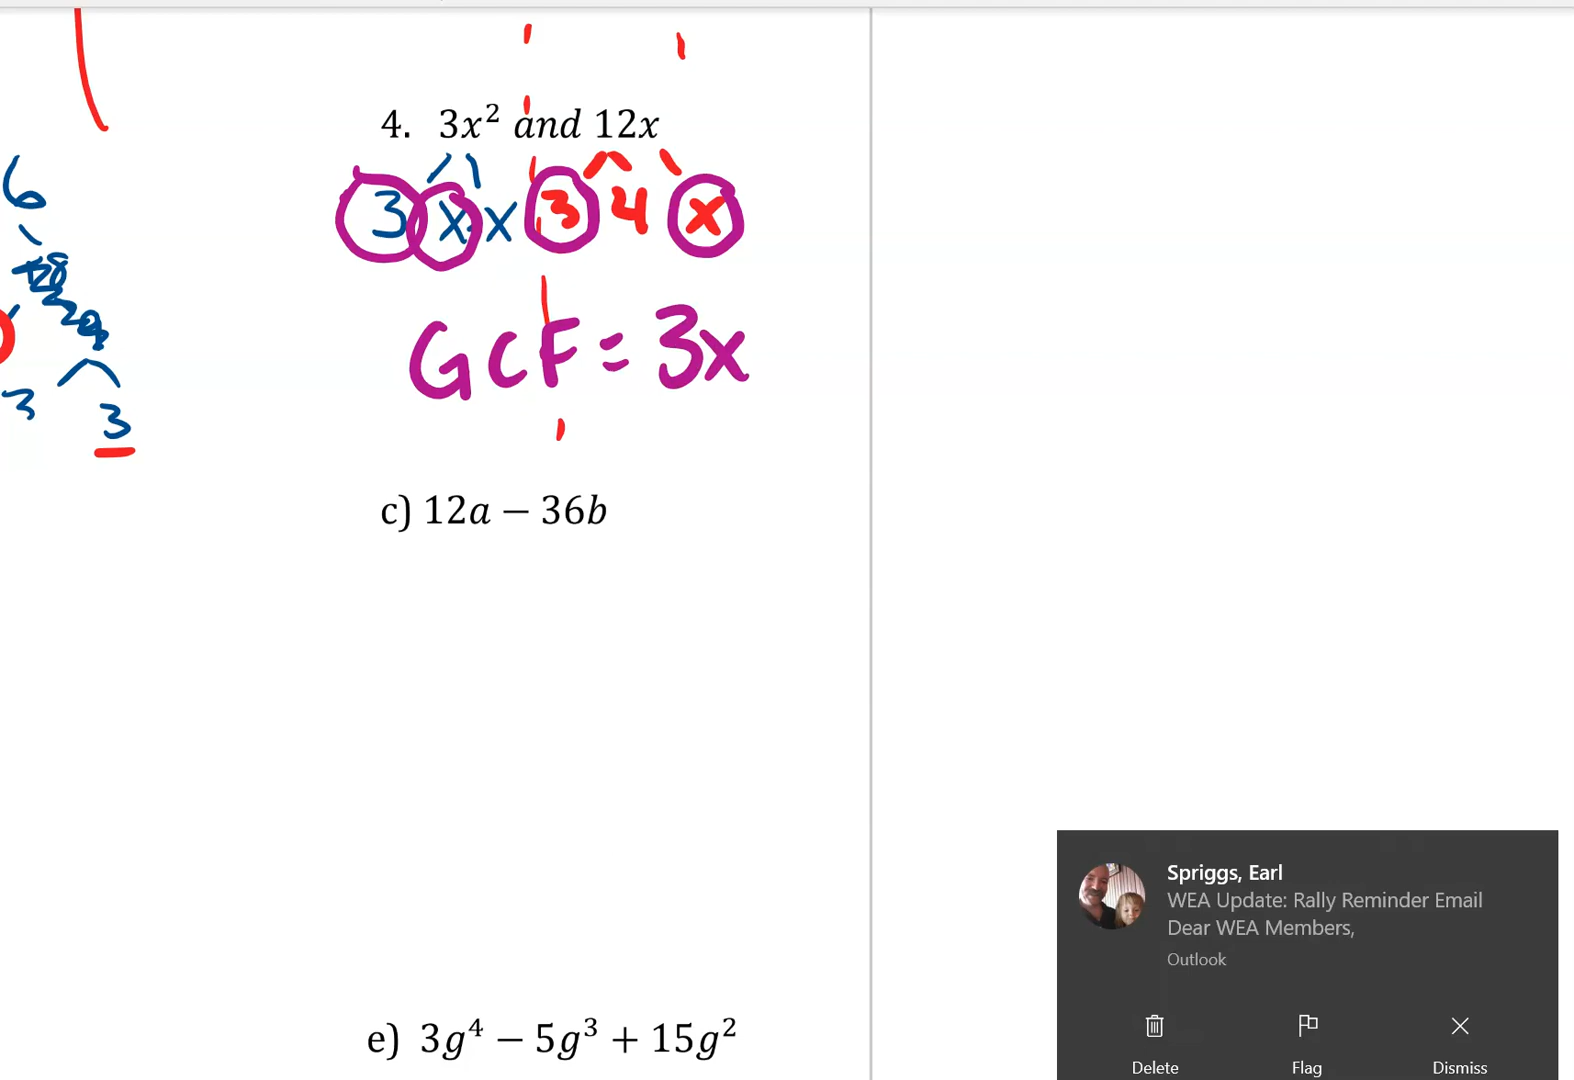 4. 3x² and 12x
6
3 x x 3 4 x
GCF = 3x
3 3
c) 12a − 36b
Spriggs, Earl
WEA Update: Rally Reminder Email
Dear WEA Members,
Outlook
Delete Flag Dismiss
e) 3g⁴ − 5g³ + 15g²